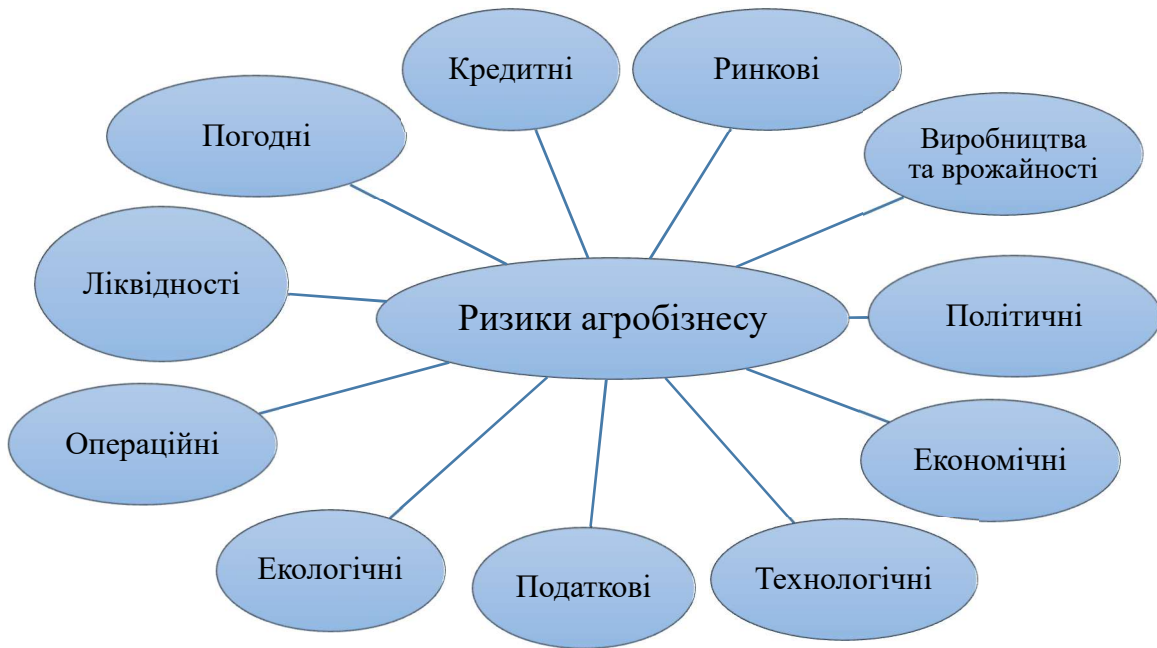 Кредитні
Ринкові
Погодні
Виробництва
та врожайності
Ліквідності
Ризики агробізнесу
Політичні
Операційні
Економічні
Екологічні
Податкові
Технологічні